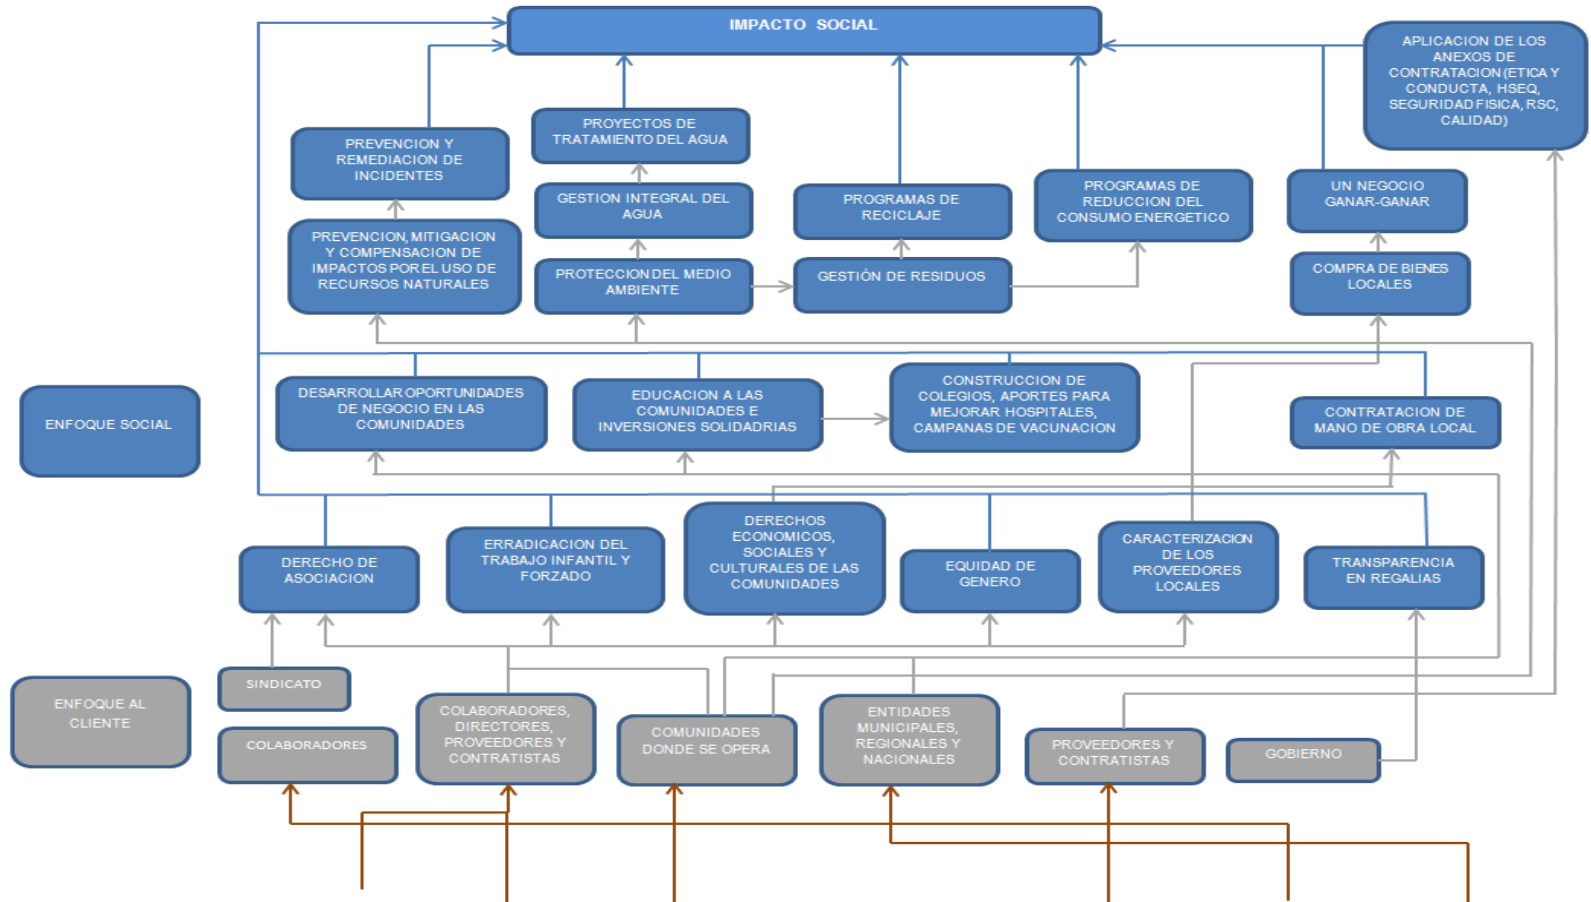 IMPACTO SOCIAL
APLICACION DE LOS
ANEXOS DE
CONTRATACION (ETICA Y
CONDUCTA, HSEQ,
SEGURIDAD FISICA, RSC,
CALIDAD)
PREVENCION Y
REMEDIACION DE
INCIDENTES
PROYECTOS DE
TRATAMIENTO DEL AGUA
GESTION INTEGRAL DEL
AGUA
PROGRAMAS DE
RECICLAJE
PROGRAMAS DE
REDUCCION DEL
CONSUMO ENERGETICO
UN NEGOCIO
GANAR-GANAR
PREVENCION, MITIGACION
Y COMPENSACION DE
IMPACTOS POR EL USO DE
RECURSOS NATURALES
PROTECCION DEL MEDIO
AMBIENTE
GESTIÓN DE RESIDUOS
COMPRA DE BIENES
LOCALES
ENFOQUE SOCIAL
DESARROLLAR OPORTUNIDADES
DE NEGOCIO EN LAS
COMUNIDADES
EDUCACION A LAS
COMUNIDADES E
INVERSIONES SOLIDADRIAS
CONSTRUCCION DE
COLEGIOS, APORTES PARA
MEJORAR HOSPITALES,
CAMPANAS DE VACUNACION
CONTRATACION DE
MANO DE OBRA LOCAL
DERECHO DE
ASOCIACION
ERRADICACION DEL
TRABAJO INFANTIL Y
FORZADO
DERECHOS
ECONOMICOS,
SOCIALES Y
CULTURALES DE LAS
COMUNIDADES
EQUIDAD DE
GENERO
CARACTERIZACION
DE LOS
PROVEEDORES
LOCALES
TRANSPARENCIA
EN REGALIAS
ENFOQUE AL
CLIENTE
SINDICATO
COLABORADORES
COLABORADORES,
DIRECTORES,
PROVEEDORES Y
CONTRATISTAS
COMUNIDADES
DONDE SE OPERA
ENTIDADES
MUNICIPALES,
REGIONALES Y
NACIONALES
PROVEEDORES Y
CONTRATISTAS
GOBIERNO